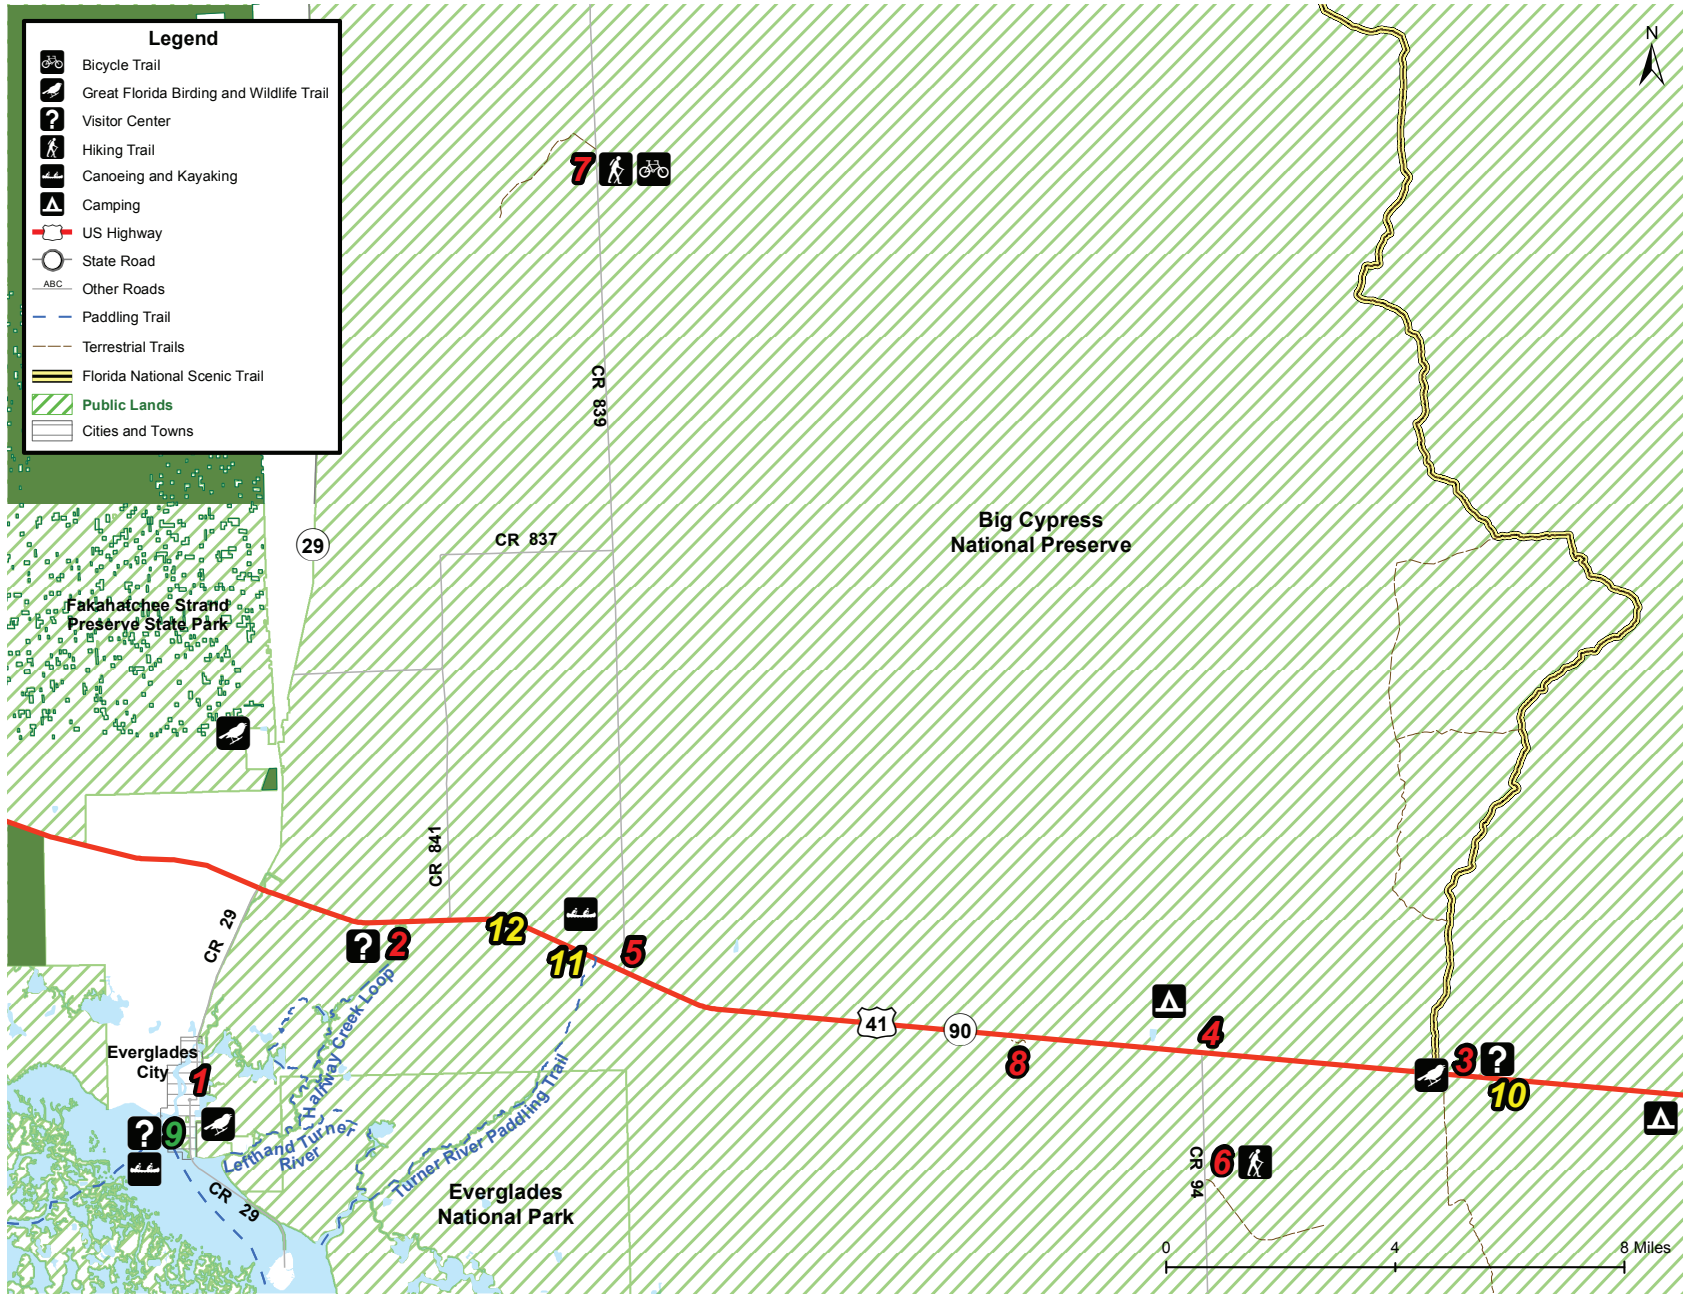 Legend
Bicycle Trail
Great Florida Birding and Wildlife Trail
? Visitor Center
Hiking Trail
Canoeing and Kayaking
Camping
US Highway
State Road
ABC Other Roads
Paddling Trail
Terrestrial Trails
Florida National Scenic Trail
Public Lands
Cities and Towns
N
7
CR 839
Big Cypress
National Preserve
CR 837
29
Fakahatchee Strand
Preserve State Park
CR 841
CR 29
12
? 2
11
5
Halfway Creek Loop
41
90
4
8
3 ?
10
Everglades
City
1
? 9
Lefthand Turner
River
Turner River Paddling Trail
CR 29
Everglades
National Park
6
CR 94
0 4 8 Miles